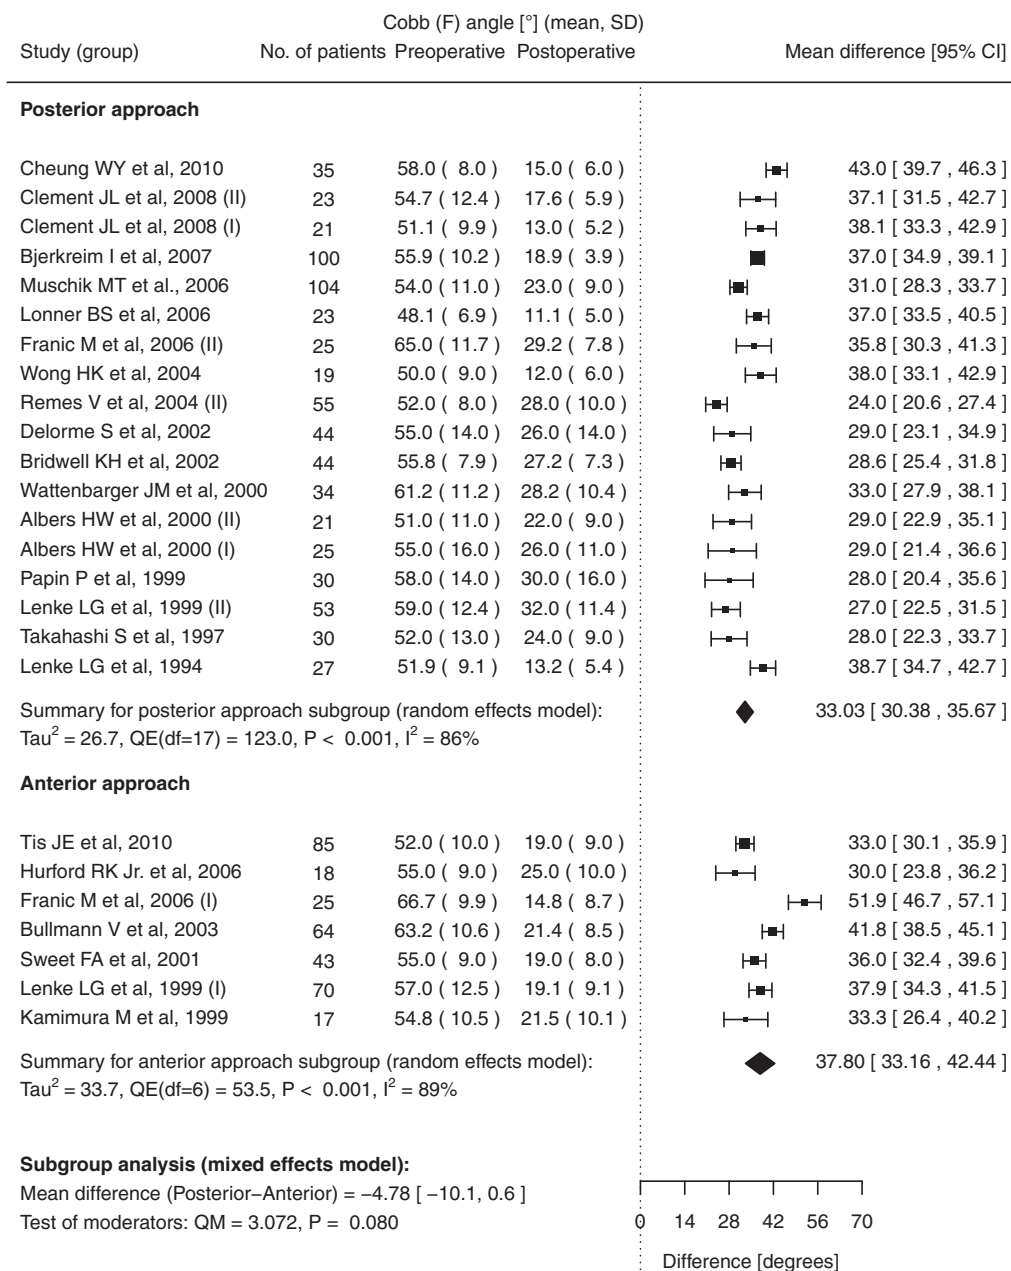 Cobb (F) angle [°] (mean, SD)
Study (group) No. of patients Preoperative Postoperative Mean difference [95% CI]
Posterior approach
Cheung WY et al, 2010 35 58.0 ( 8.0 ) 15.0 ( 6.0 ) 43.0 [ 39.7 , 46.3 ]
Clement JL et al, 2008 (II) 23 54.7 (12.4 ) 17.6 ( 5.9 ) 37.1 [ 31.5 , 42.7 ]
Clement JL et al, 2008 (I) 21 51.1 ( 9.9 ) 13.0 ( 5.2 ) 38.1 [ 33.3 , 42.9 ]
Bjerkreim I et al, 2007 100 55.9 (10.2 ) 18.9 ( 3.9 ) 37.0 [ 34.9 , 39.1 ]
Muschik MT et al., 2006 104 54.0 (11.0 ) 23.0 ( 9.0 ) 31.0 [ 28.3 , 33.7 ]
Lonner BS et al, 2006 23 48.1 ( 6.9 ) 11.1 ( 5.0 ) 37.0 [ 33.5 , 40.5 ]
Franic M et al, 2006 (II) 25 65.0 (11.7 ) 29.2 ( 7.8 ) 35.8 [ 30.3 , 41.3 ]
Wong HK et al, 2004 19 50.0 ( 9.0 ) 12.0 ( 6.0 ) 38.0 [ 33.1 , 42.9 ]
Remes V et al, 2004 (II) 55 52.0 ( 8.0 ) 28.0 ( 10.0 ) 24.0 [ 20.6 , 27.4 ]
Delorme S et al, 2002 44 55.0 ( 14.0 ) 26.0 ( 14.0 ) 29.0 [ 23.1 , 34.9 ]
Bridwell KH et al, 2002 44 55.8 ( 7.9 ) 27.2 ( 7.3 ) 28.6 [ 25.4 , 31.8 ]
Wattenbarger JM et al, 2000 34 61.2 ( 11.2 ) 28.2 ( 10.4 ) 33.0 [ 27.9 , 38.1 ]
Albers HW et al, 2000 (II) 21 51.0 ( 11.0 ) 22.0 ( 9.0 ) 29.0 [ 22.9 , 35.1 ]
Albers HW et al, 2000 (I) 25 55.0 ( 16.0 ) 26.0 ( 11.0 ) 29.0 [ 21.4 , 36.6 ]
Papin P et al, 1999 30 58.0 ( 14.0 ) 30.0 ( 16.0 ) 28.0 [ 20.4 , 35.6 ]
Lenke LG et al, 1999 (II) 53 59.0 ( 12.4 ) 32.0 ( 11.4 ) 27.0 [ 22.5 , 31.5 ]
Takahashi S et al, 1997 30 52.0 ( 13.0 ) 24.0 ( 9.0 ) 28.0 [ 22.3 , 33.7 ]
Lenke LG et al, 1994 27 51.9 ( 9.1 ) 13.2 ( 5.4 ) 38.7 [ 34.7 , 42.7 ]
Summary for posterior approach subgroup (random effects model): 33.03 [ 30.38 , 35.67 ]
Tau² = 26.7, QE(df=17) = 123.0, P < 0.001, I² = 86%
Anterior approach
Tis JE et al, 2010 85 52.0 ( 10.0 ) 19.0 ( 9.0 ) 33.0 [ 30.1 , 35.9 ]
Hurford RK Jr. et al, 2006 18 55.0 ( 9.0 ) 25.0 ( 10.0 ) 30.0 [ 23.8 , 36.2 ]
Franic M et al, 2006 (I) 25 66.7 ( 9.9 ) 14.8 ( 8.7 ) 51.9 [ 46.7 , 57.1 ]
Bullmann V et al, 2003 64 63.2 ( 10.6 ) 21.4 ( 8.5 ) 41.8 [ 38.5 , 45.1 ]
Sweet FA et al, 2001 43 55.0 ( 9.0 ) 19.0 ( 8.0 ) 36.0 [ 32.4 , 39.6 ]
Lenke LG et al, 1999 (I) 70 57.0 ( 12.5 ) 19.1 ( 9.1 ) 37.9 [ 34.3 , 41.5 ]
Kamimura M et al, 1999 17 54.8 ( 10.5 ) 21.5 ( 10.1 ) 33.3 [ 26.4 , 40.2 ]
Summary for anterior approach subgroup (random effects model): 37.80 [ 33.16 , 42.44 ]
Tau² = 33.7, QE(df=6) = 53.5, P < 0.001, I² = 89%
Subgroup analysis (mixed effects model):
Mean difference (Posterior−Anterior) = −4.78 [ −10.1, 0.6 ]
Test of moderators: QM = 3.072, P = 0.080
0 14 28 42 56 70
Difference [degrees]